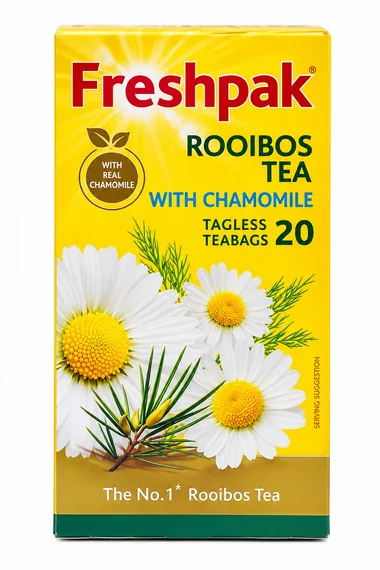 Freshpak®
WITH
REAL
CHAMOMILE
ROOIBOS
TEA
WITH CHAMOMILE
TAGLESS
TEABAGS 20
SERVING SUGGESTION
The No.1* Rooibos Tea